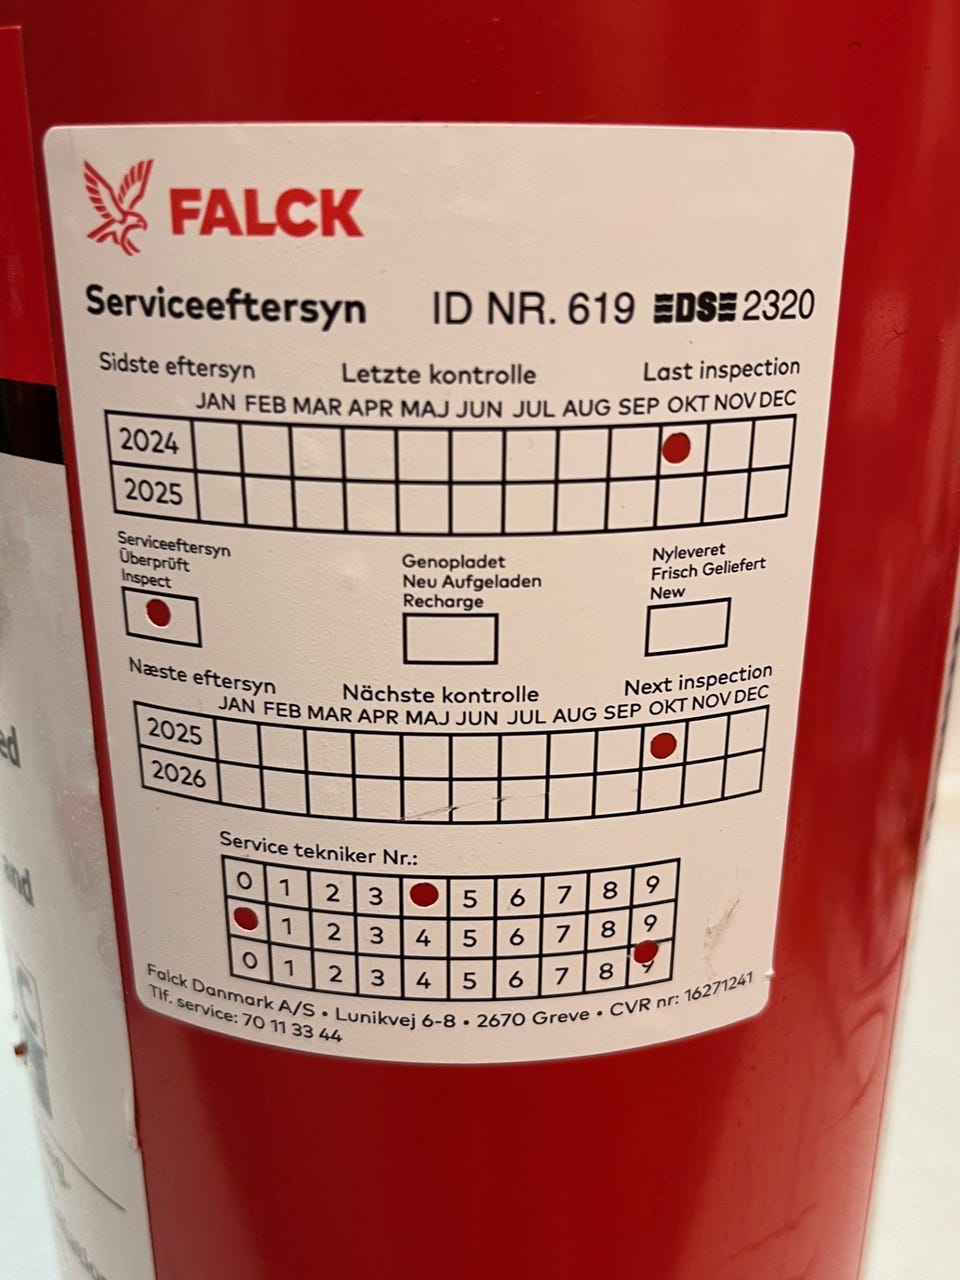 FALCK
Serviceeftersyn ID NR. 619 DS 2320
Sidste eftersyn Letzte kontrolle Last inspection
JAN FEB MAR APR MAJ JUN JUL AUG SEP OKT NOV DEC
2024
2025
Serviceeftersyn
Überprüft
Inspect
Genopladet
Neu Aufgeladen
Recharge
Nyleveret
Frisch Geliefert
New
Næste eftersyn Nächste kontrolle Next inspection
JAN FEB MAR APR MAJ JUN JUL AUG SEP OKT NOV DEC
2025
2026
Service tekniker Nr.:
0 1 2 3 5 6 7 8 9
1 2 3 4 5 6 7 8 9
0 1 2 3 4 5 6 7 8 9
Falck Danmark A/S • Lunikvej 6-8 • 2670 Greve • CVR nr: 16271241
Tlf. service: 70 11 33 44
ed
and